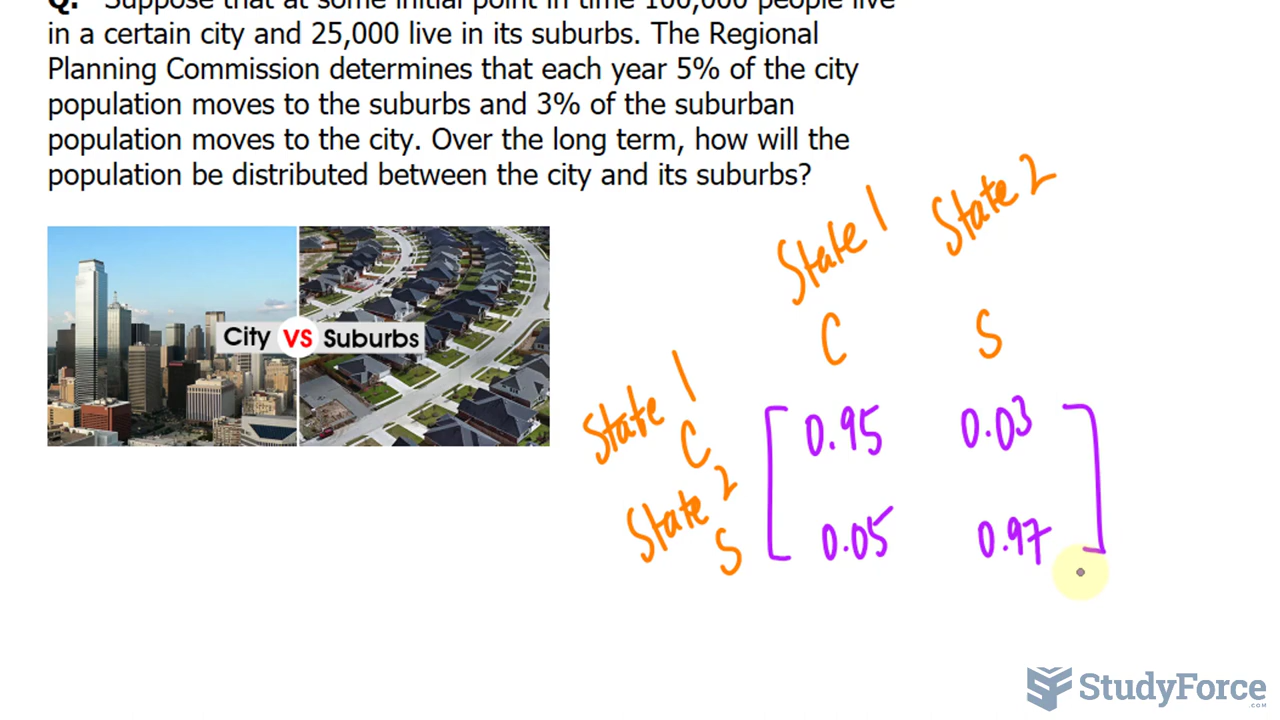 Q: Suppose that at some initial point in time 100,000 people live
in a certain city and 25,000 live in its suburbs. The Regional
Planning Commission determines that each year 5% of the city
population moves to the suburbs and 3% of the suburban
population moves to the city. Over the long term, how will the
population be distributed between the city and its suburbs?
State 1 State 2
City VS Suburbs
C S
State 1
C 0.95 0.03
State 2
S 0.05 0.97
StudyForce
.COM